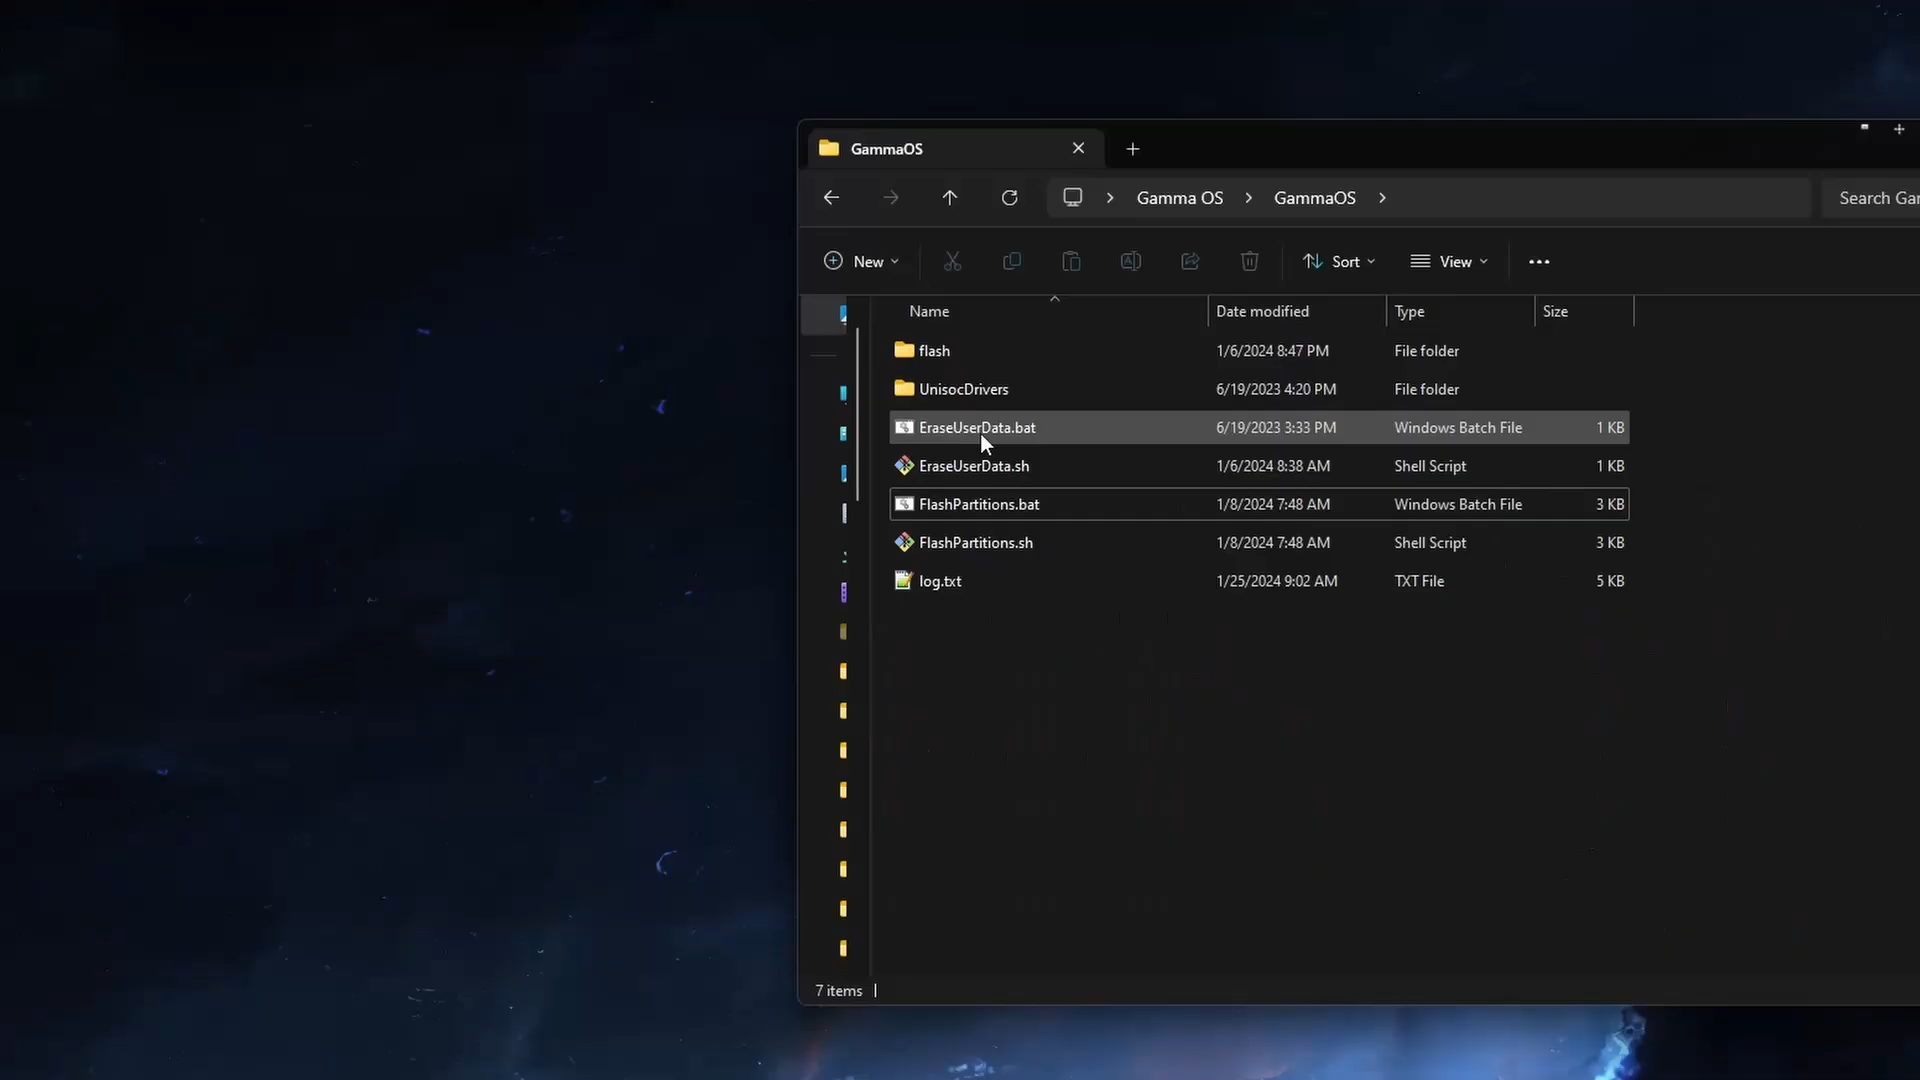 GammaOS
Gamma OS GammaOS Search Gar
New Sort View
Name Date modified Type Size
flash 1/6/2024 8:47 PM File folder
UnisocDrivers 6/19/2023 4:20 PM File folder
EraseUserData.bat 6/19/2023 3:33 PM Windows Batch File 1 KB
EraseUserData.sh 1/6/2024 8:38 AM Shell Script 1 KB
FlashPartitions.bat 1/8/2024 7:48 AM Windows Batch File 3 KB
FlashPartitions.sh 1/8/2024 7:48 AM Shell Script 3 KB
log.txt 1/25/2024 9:02 AM TXT File 5 KB
7 items